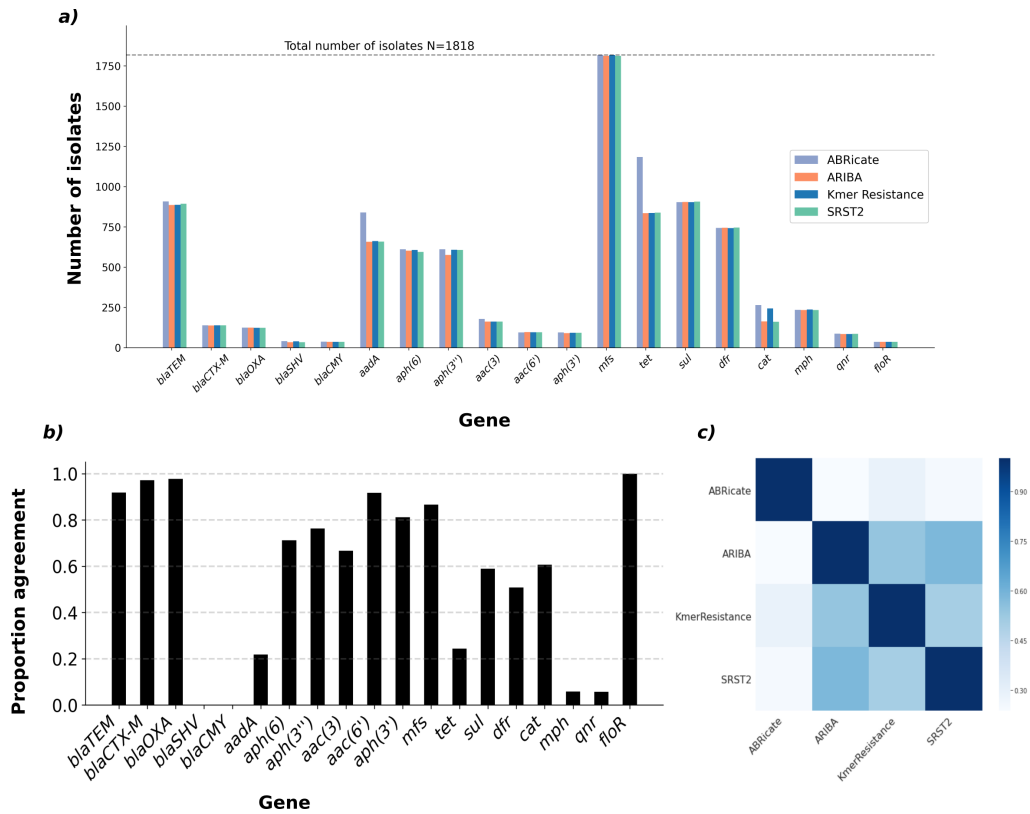 a)
Total number of isolates N=1818
Number of isolates
1750
1500
1250
1000
750
500
250
0
ABRicate
ARIBA
Kmer Resistance
SRST2
blaTEM
blaCTX-M
blaOXA
blaSHV
blaCMY
aadA
aph(6)
aph(3'')
aac(3)
aac(6')
aph(3')
mfs
tet
sul
dfr
cat
mph
qnr
floR
Gene
b)
Proportion agreement
1.0
0.8
0.6
0.4
0.2
0.0
blaTEM
blaCTX-M
blaOXA
blaSHV
blaCMY
aadA
aph(6)
aph(3'')
aac(3)
aac(6')
aph(3')
mfs
tet
sul
dfr
cat
mph
qnr
floR
Gene
c)
ABRicate
ARIBA
KmerResistance
SRST2
ABRicate
ARIBA
KmerResistance
SRST2
0.90
0.75
0.60
0.45
0.30